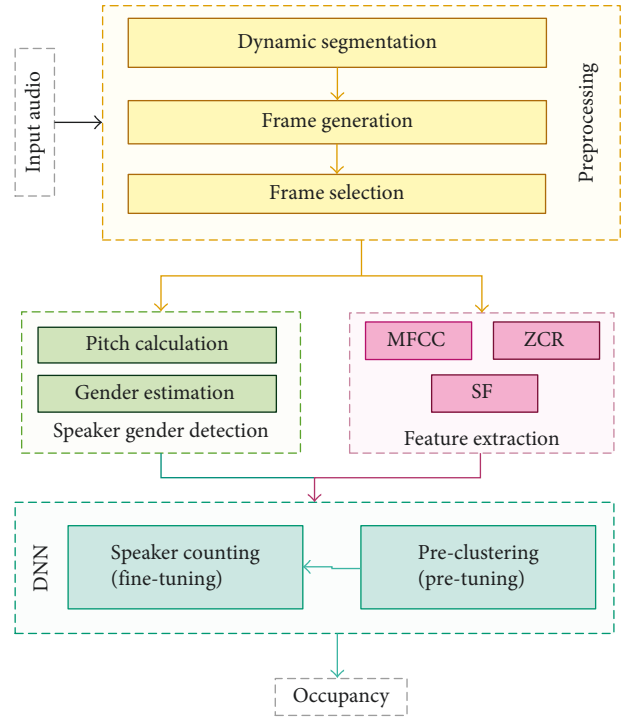 Input audio
Dynamic segmentation
Frame generation
Frame selection
Preprocessing
Pitch calculation
Gender estimation
Speaker gender detection
MFCC
ZCR
SF
Feature extraction
DNN
Speaker counting
(fine-tuning)
Pre-clustering
(pre-tuning)
Occupancy